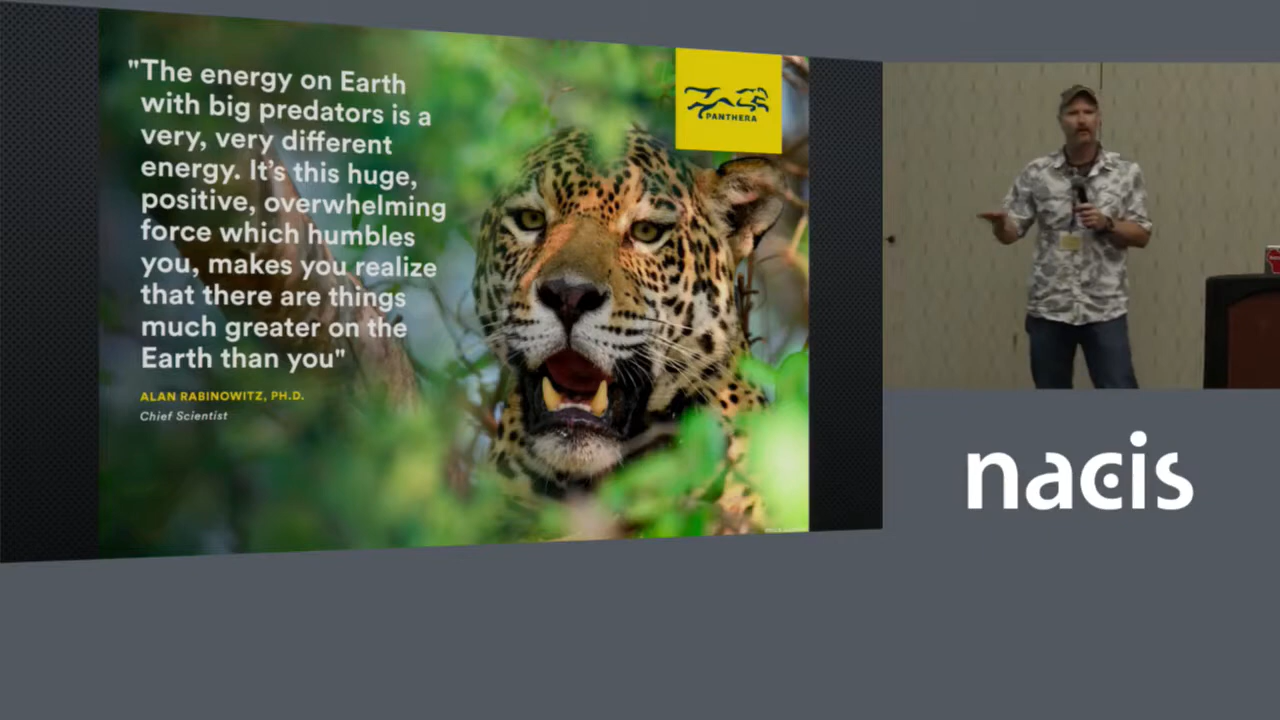 "The energy on Earth
with big predators is a
very, very different
energy. It's this huge,
positive, overwhelming
force which humbles
you, makes you realize
that there are things
much greater on the
Earth than you"
ALAN RABINOWITZ, PH.D.
Chief Scientist
PANTHERA
nacis